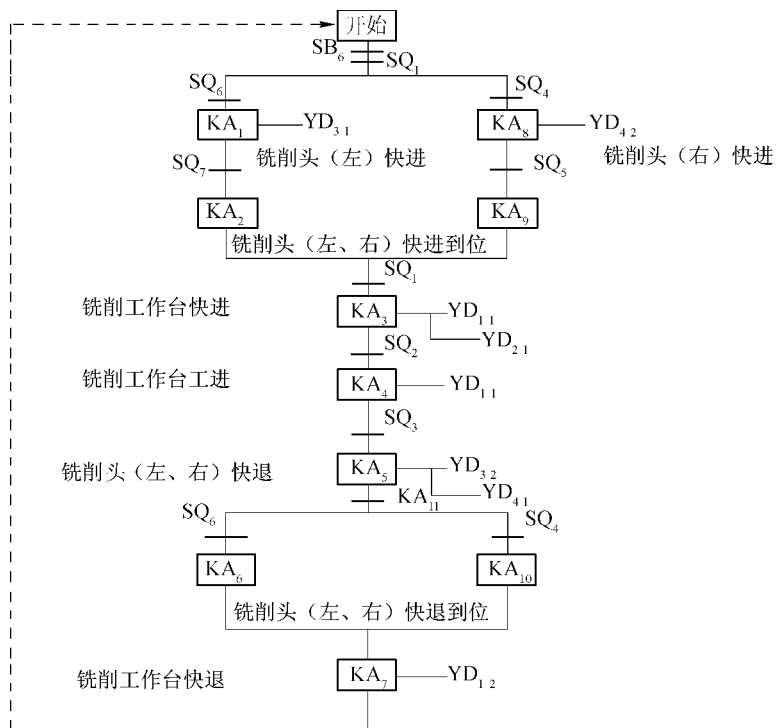 开始
SB6 SQ1
SQ6 SQ4
KA1 YD31 KA8 YD42
铣削头（左）快进 铣削头（右）快进
SQ7 SQ5
KA2 KA9
铣削头（左、右）快进到位
SQ1
铣削工作台快进 KA3 YD11
YD21
SQ2
铣削工作台工进 KA4 YD11
SQ3
铣削头（左、右）快退 KA5 YD32
YD41
KA11
SQ6 SQ4
KA6 KA10
铣削头（左、右）快退到位
铣削工作台快退 KA7 YD12